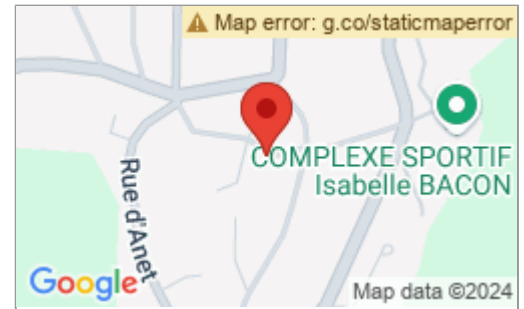 Map error: g.co/staticmaperror
COMPLEXE SPORTIF
Isabelle BACON
Rue d'Anet
Google
Map data ©2024